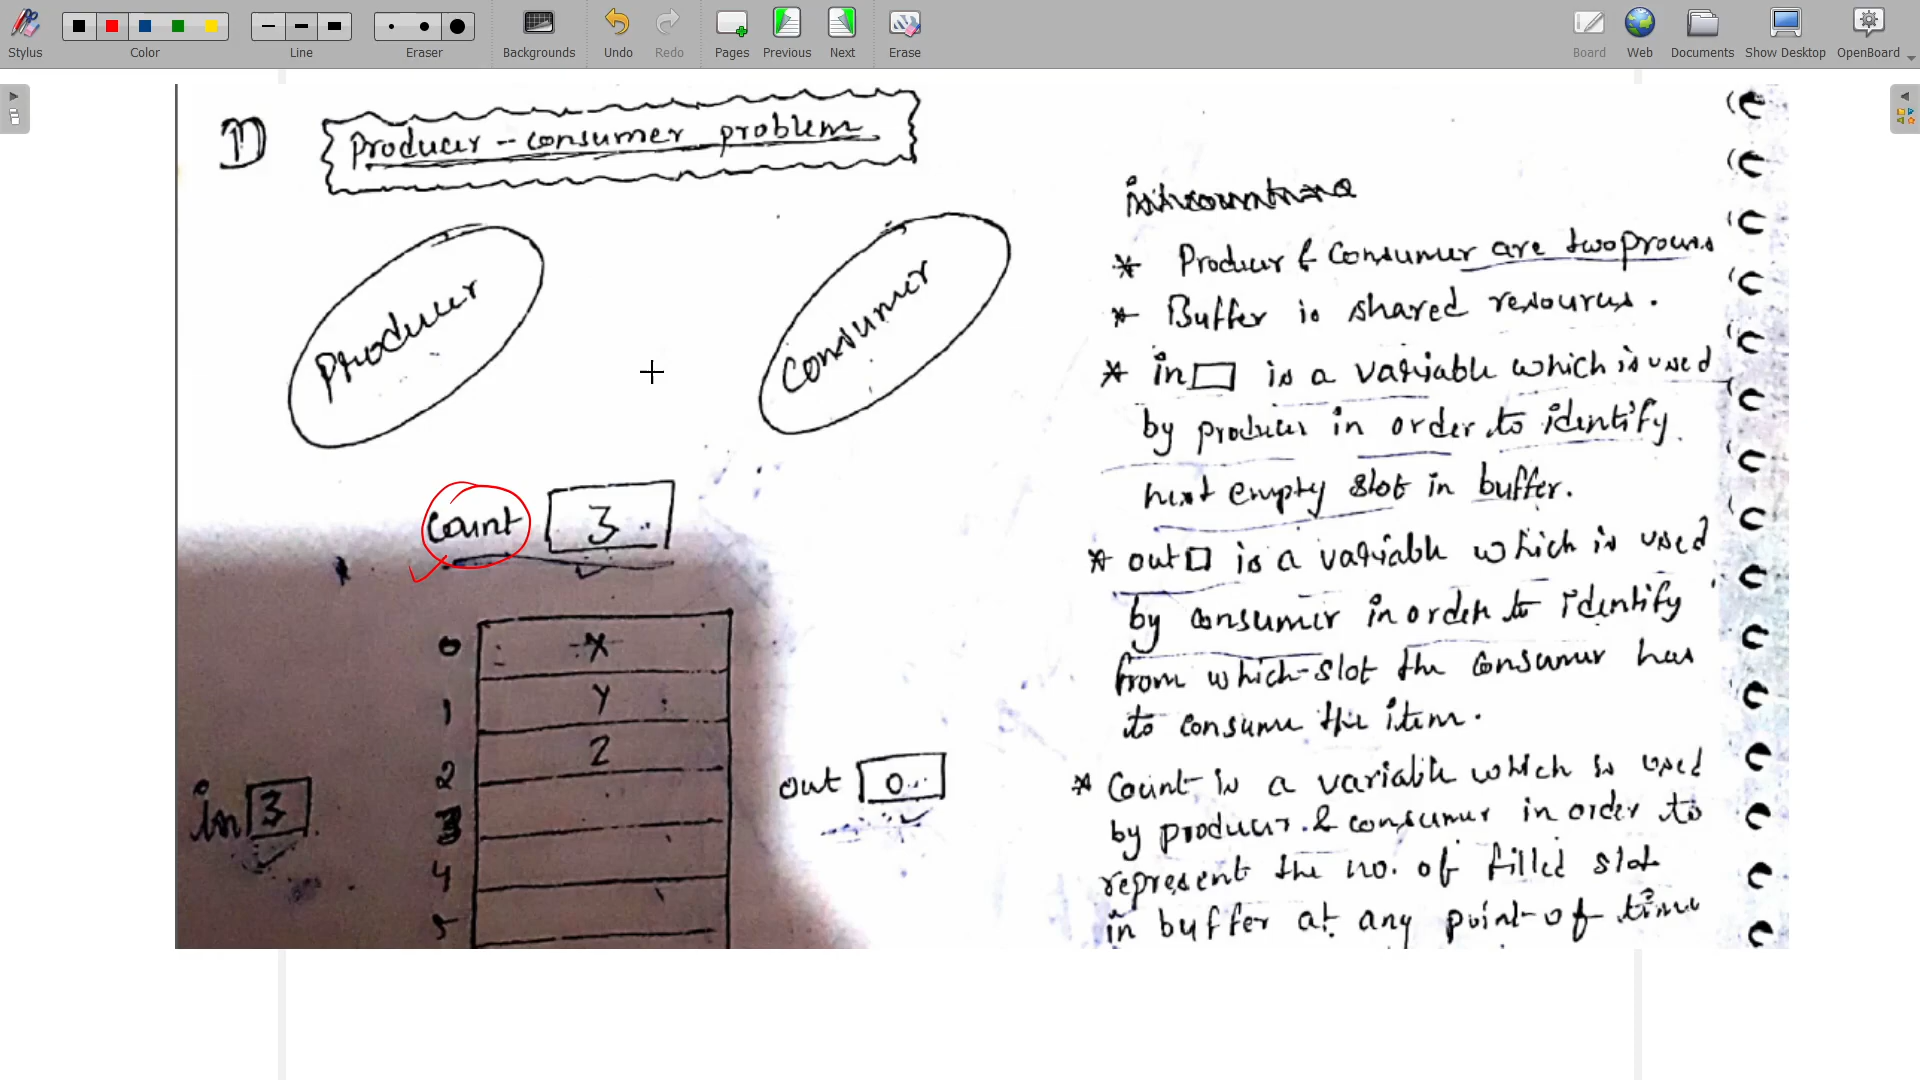 Stylus
Color
Line
Eraser
Backgrounds
Undo
Redo
Pages
Previous
Next
Erase
Board
Web
Documents
Show Desktop
OpenBoard
1)
Producer - consumer problem
Producer
Consumer
Count 3
0 X
1 Y
2 Z
3
4
5
in 3
out 0
* Producer & Consumer are two process
* Buffer is shared resources.
* in is a variable which is used
by producer in order to identify
next empty slot in buffer.
* out is a variable which is used
by consumer in order to identify
from which slot the consumer has
to consume the item.
* Count is a variable which is used
by producer & consumer in order to
represent the no. of filled slot
in buffer at any point of time